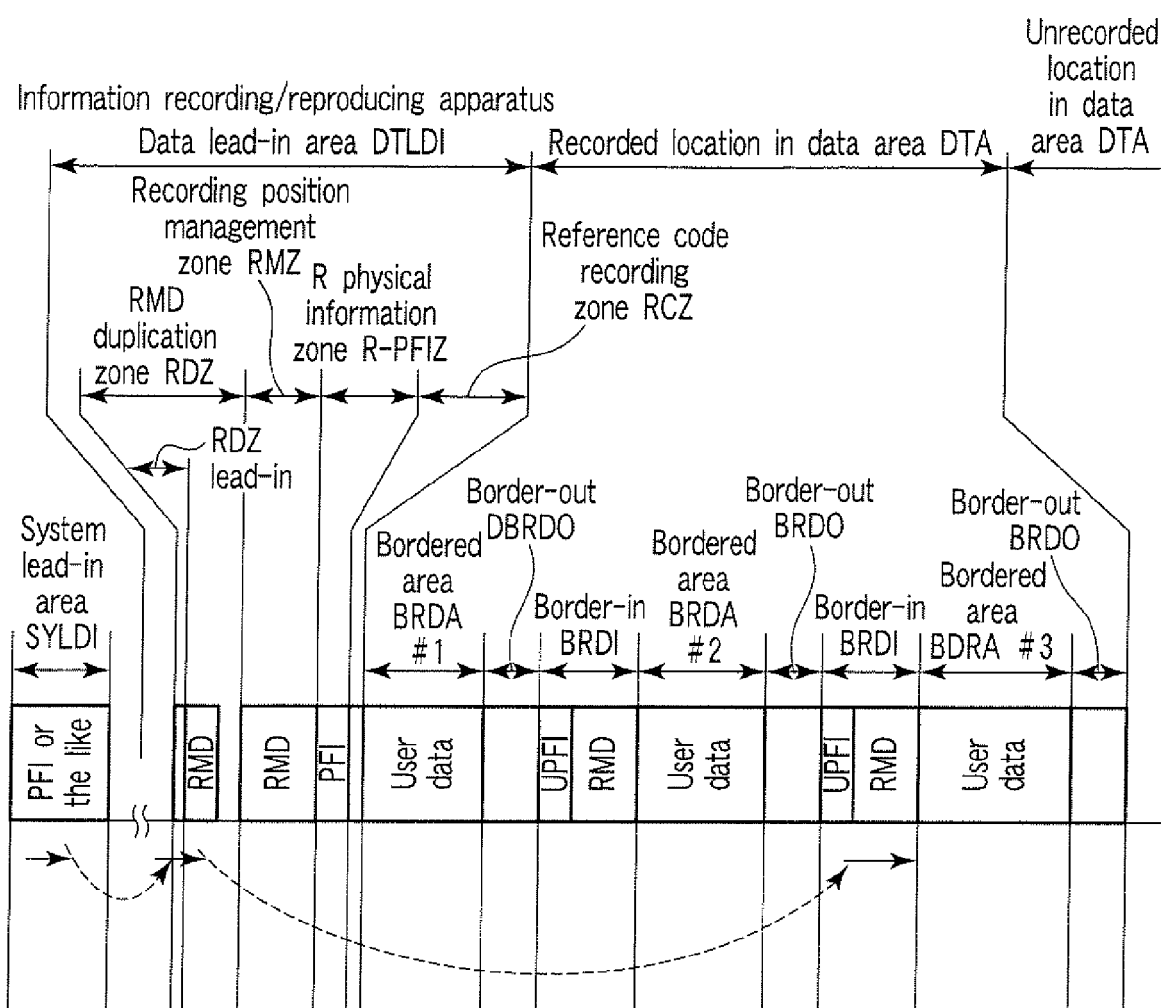 Unrecorded
location
in data
area DTA
Information recording/reproducing apparatus
Data lead-in area DTLDI
Recorded location in data area DTA
Recording position
management
zone RMZ
R physical
information
zone R-PFIZ
Reference code
recording
zone RCZ
RMD
duplication
zone RDZ
RDZ
lead-in
System
lead-in
area
SYLDI
Bordered
area
BRDA
#1
Border-out
DBRDO
Border-in
BRDI
Bordered
area
BRDA
#2
Border-out
BRDO
Border-in
BRDI
Bordered
area
BDRA #3
Border-out
BRDO
PFI or
the like
RMD
RMD
PFI
User
data
UPFI
RMD
User
data
UPFI
RMD
User
data